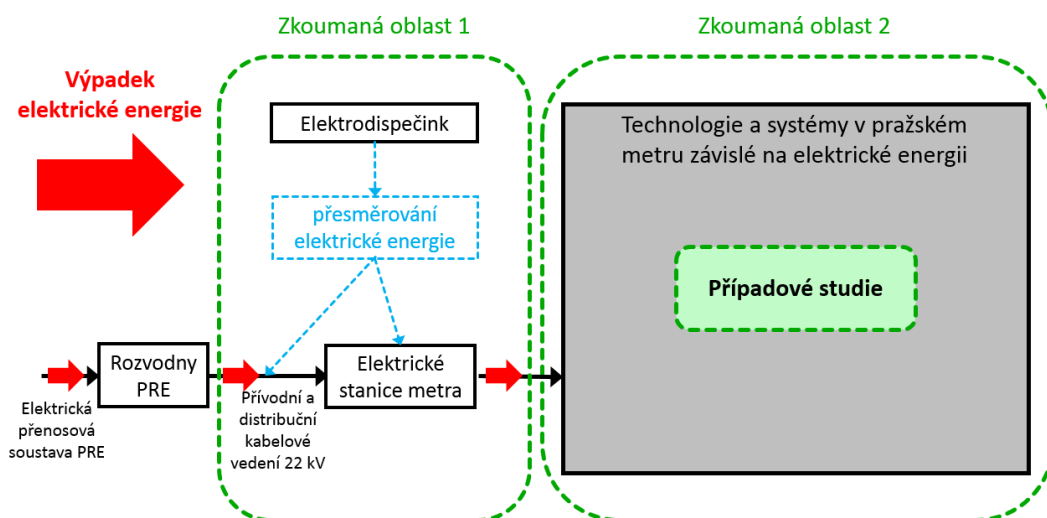 Zkoumaná oblast 1
Zkoumaná oblast 2
Výpadek
elektrické energie
Elektrodispečink
přesměrování
elektrické energie
Technologie a systémy v pražském
metru závislé na elektrické energii
Případové studie
Rozvodny
PRE
Elektrické
stanice metra
Elektrická
přenosová
soustava PRE
Přívodní a
distribuční
kabelové
vedení 22 kV